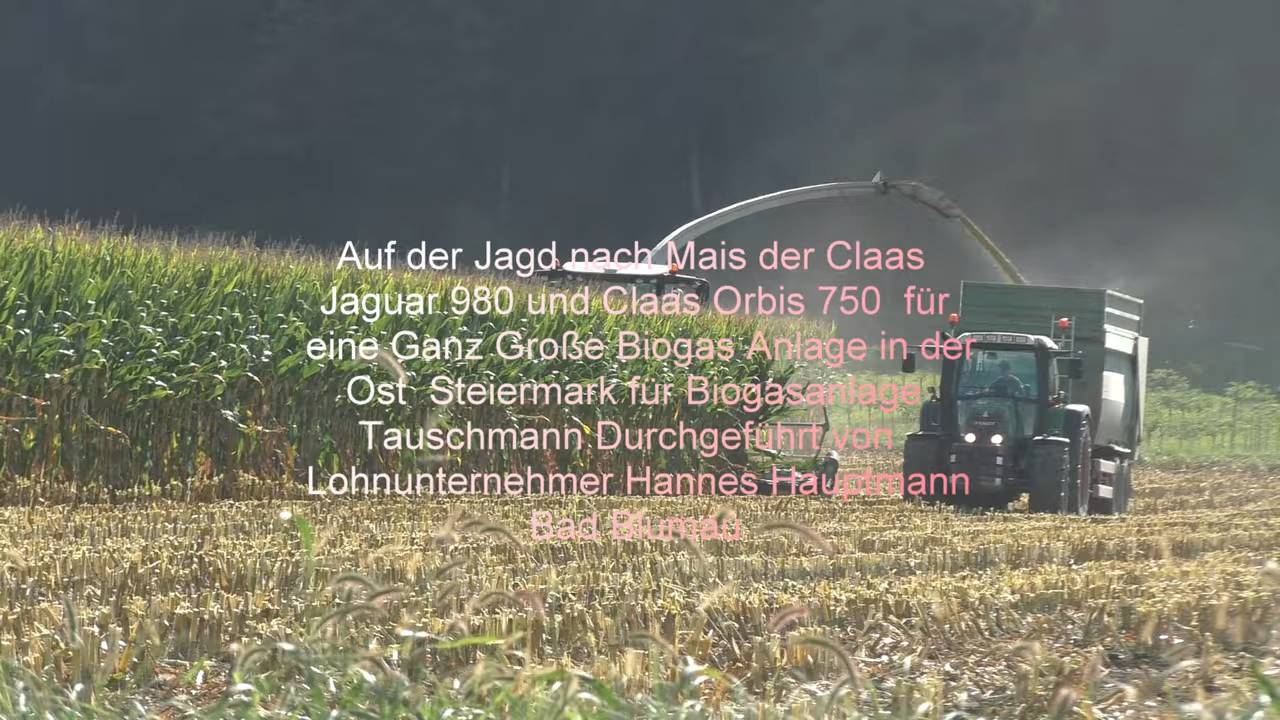 Auf der Jagd nach Mais der Claas
Jaguar 980 und Claas Orbis 750 für
eine Ganz Große Biogas Anlage in der
Ost Steiermark für Biogasanlage
Tauschmann Durchgeführt von
Lohnunternehmer Hannes Hauptmann
Bad Blumau